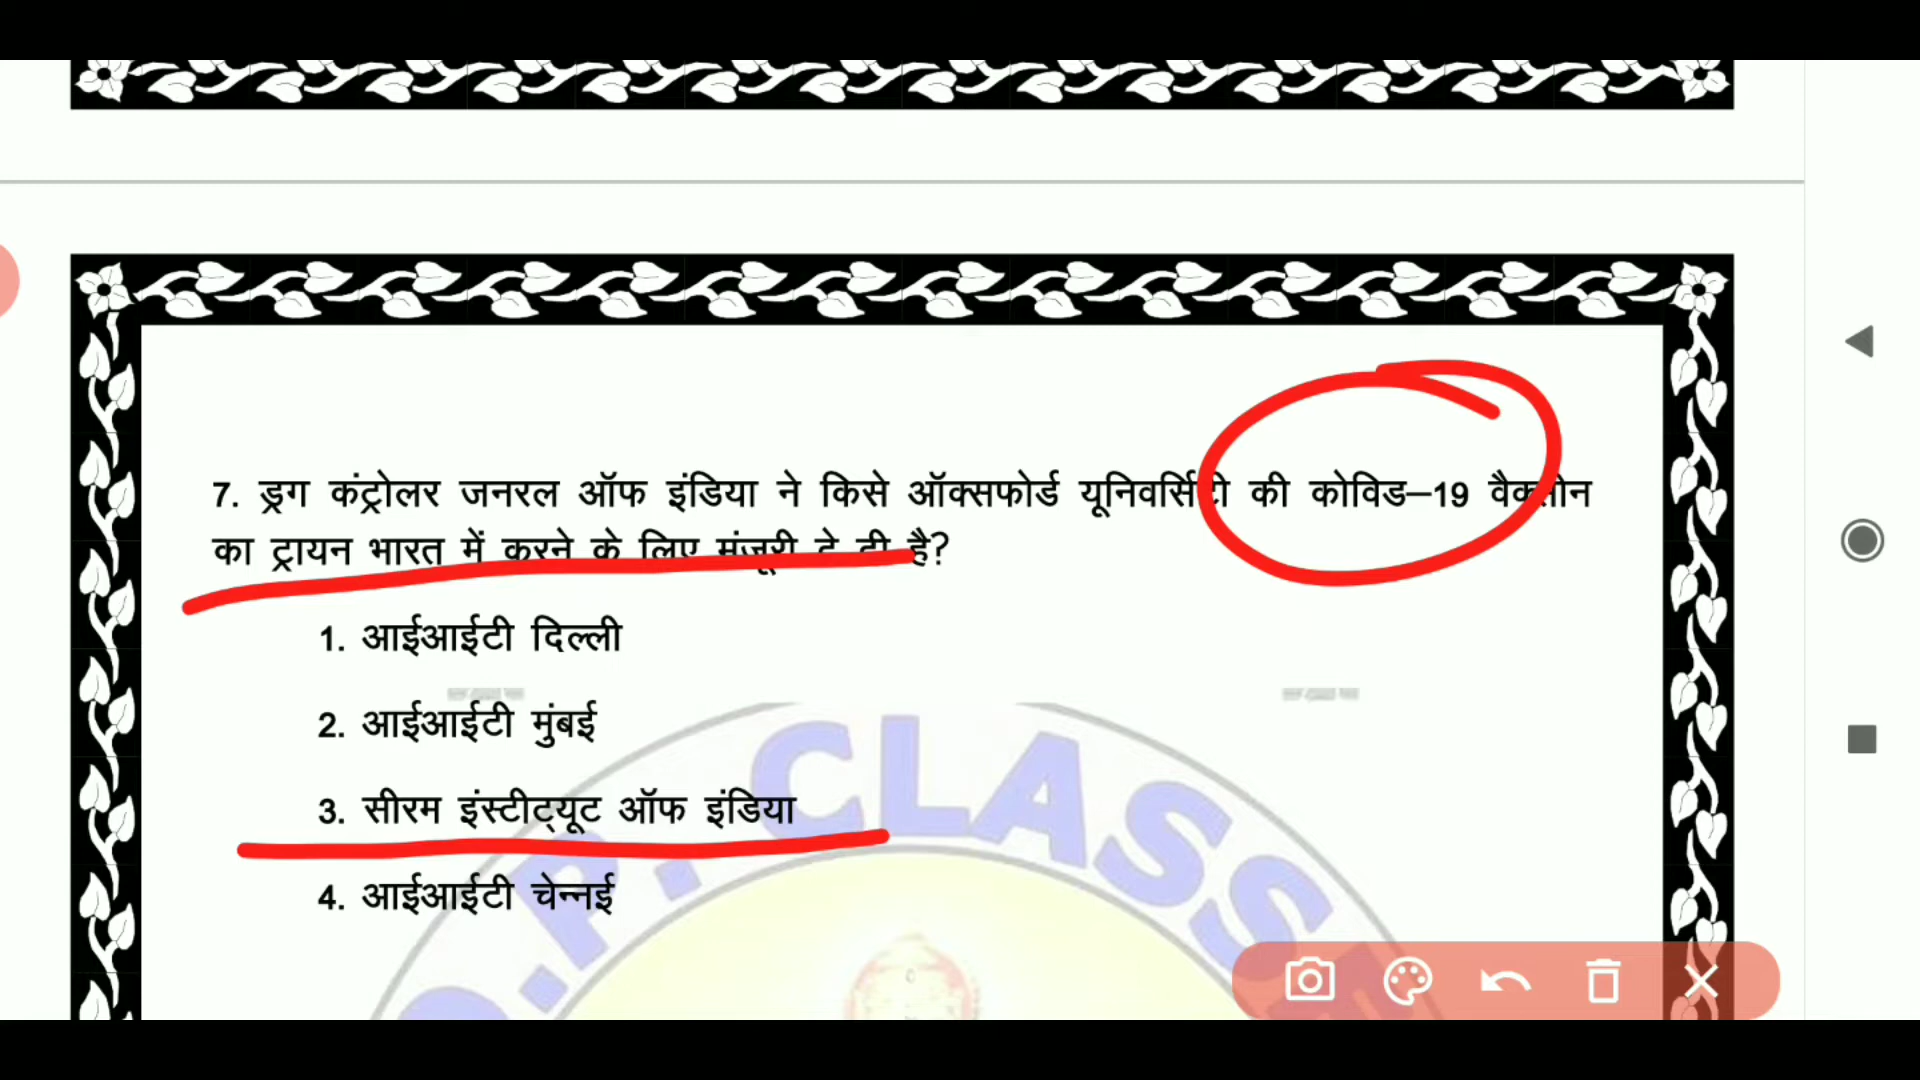 7. ड्रग कंट्रोलर जनरल ऑफ इंडिया ने किसे ऑक्सफोर्ड यूनिवर्सिटी की कोविड–19 वैक्सीन
का ट्रायन भारत में करने के लिए मंजूरी दे दी है?
1. आईआईटी दिल्ली
2. आईआईटी मुंबई
3. सीरम इंस्टीट्यूट ऑफ इंडिया
4. आईआईटी चेन्नई
P. CLASS